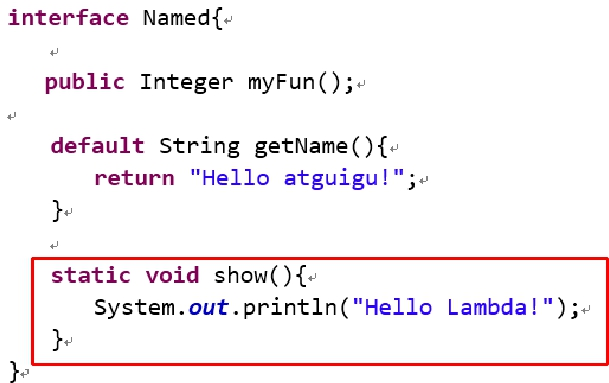 interface Named{↵
↵
public Integer myFun();↵
↵
default String getName(){↵
return "Hello atguigu!";↵
}↵
↵
static void show(){↵
System.out.println("Hello Lambda!");↵
}↵
}↵